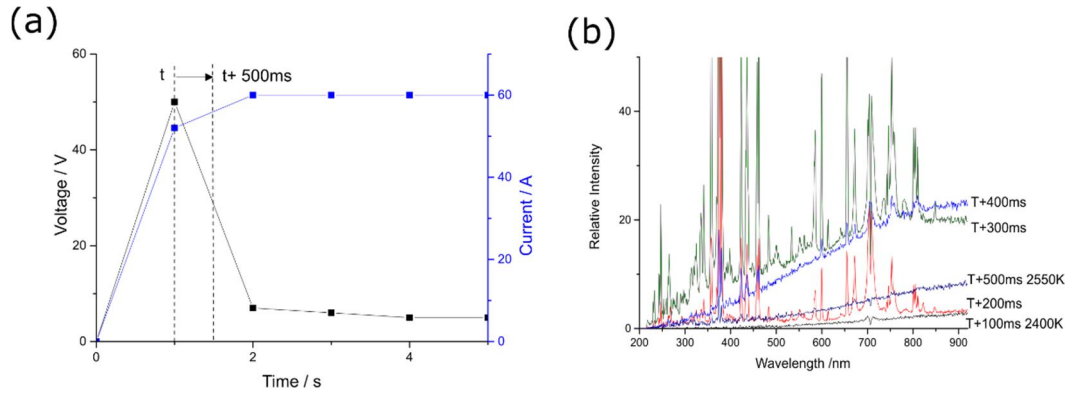 (a)
(b)
t
t+ 500ms
60
40
20
0
Voltage / V
60
40
20
0
Current / A
0
2
4
Time / s
40
20
0
Relative Intensity
T+400ms
T+300ms
T+500ms 2550K
T+200ms
T+100ms 2400K
200 300 400 500 600 700 800 900
Wavelength /nm